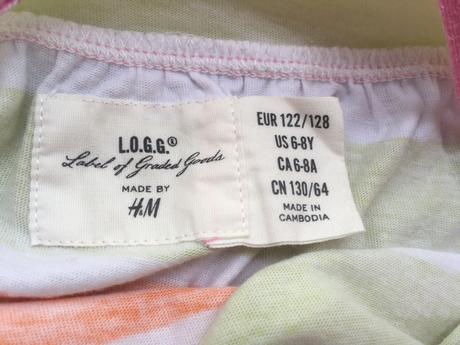 L.O.G.G.®
Label of Graded Goods
MADE BY
H&M
EUR 122/128
US 6-8Y
CA 6-8A
CN 130/64
MADE IN
CAMBODIA